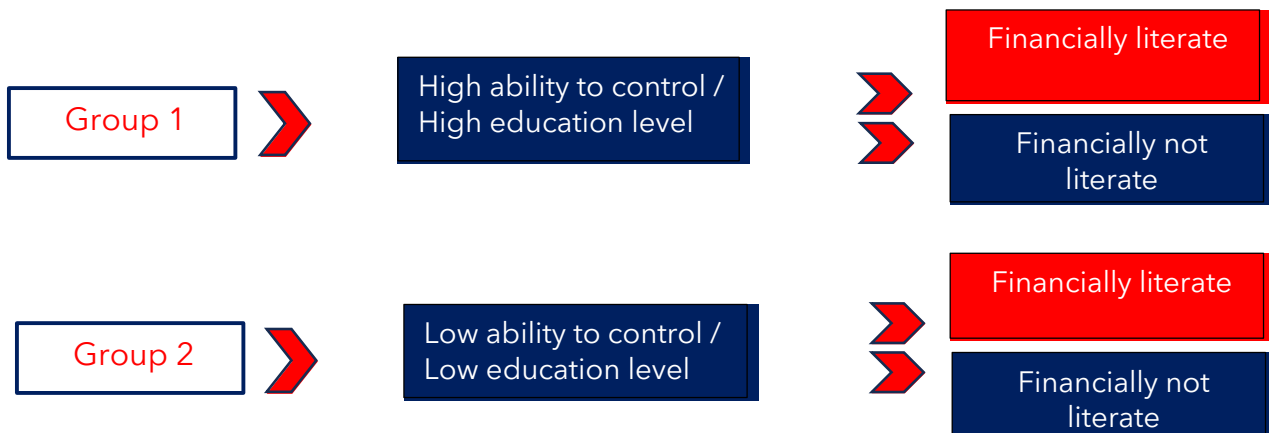 Group 1
High ability to control /
High education level
Financially literate
Financially not
literate
Group 2
Low ability to control /
Low education level
Financially literate
Financially not
literate